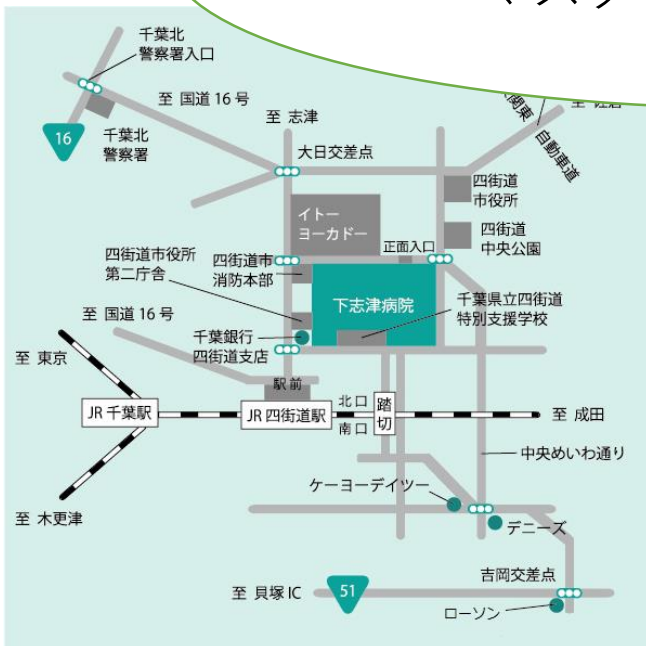 千葉北
警察署入口
至 国道16号
16
千葉北
警察署
至 志津
大日交差点
自動車道
四街道
市役所
イトー
ヨーカドー
正面入口
四街道
中央公園
四街道市役所
第二庁舎
四街道市
消防本部
下志津病院
千葉県立四街道
特別支援学校
至 国道16号
千葉銀行
四街道支店
至 東京
駅前
JR千葉駅
JR四街道駅
北口
南口
踏切
至 成田
中央めいわ通り
ケーヨーデイツー
デニーズ
至 木更津
吉岡交差点
至 貝塚IC
51
ローソン